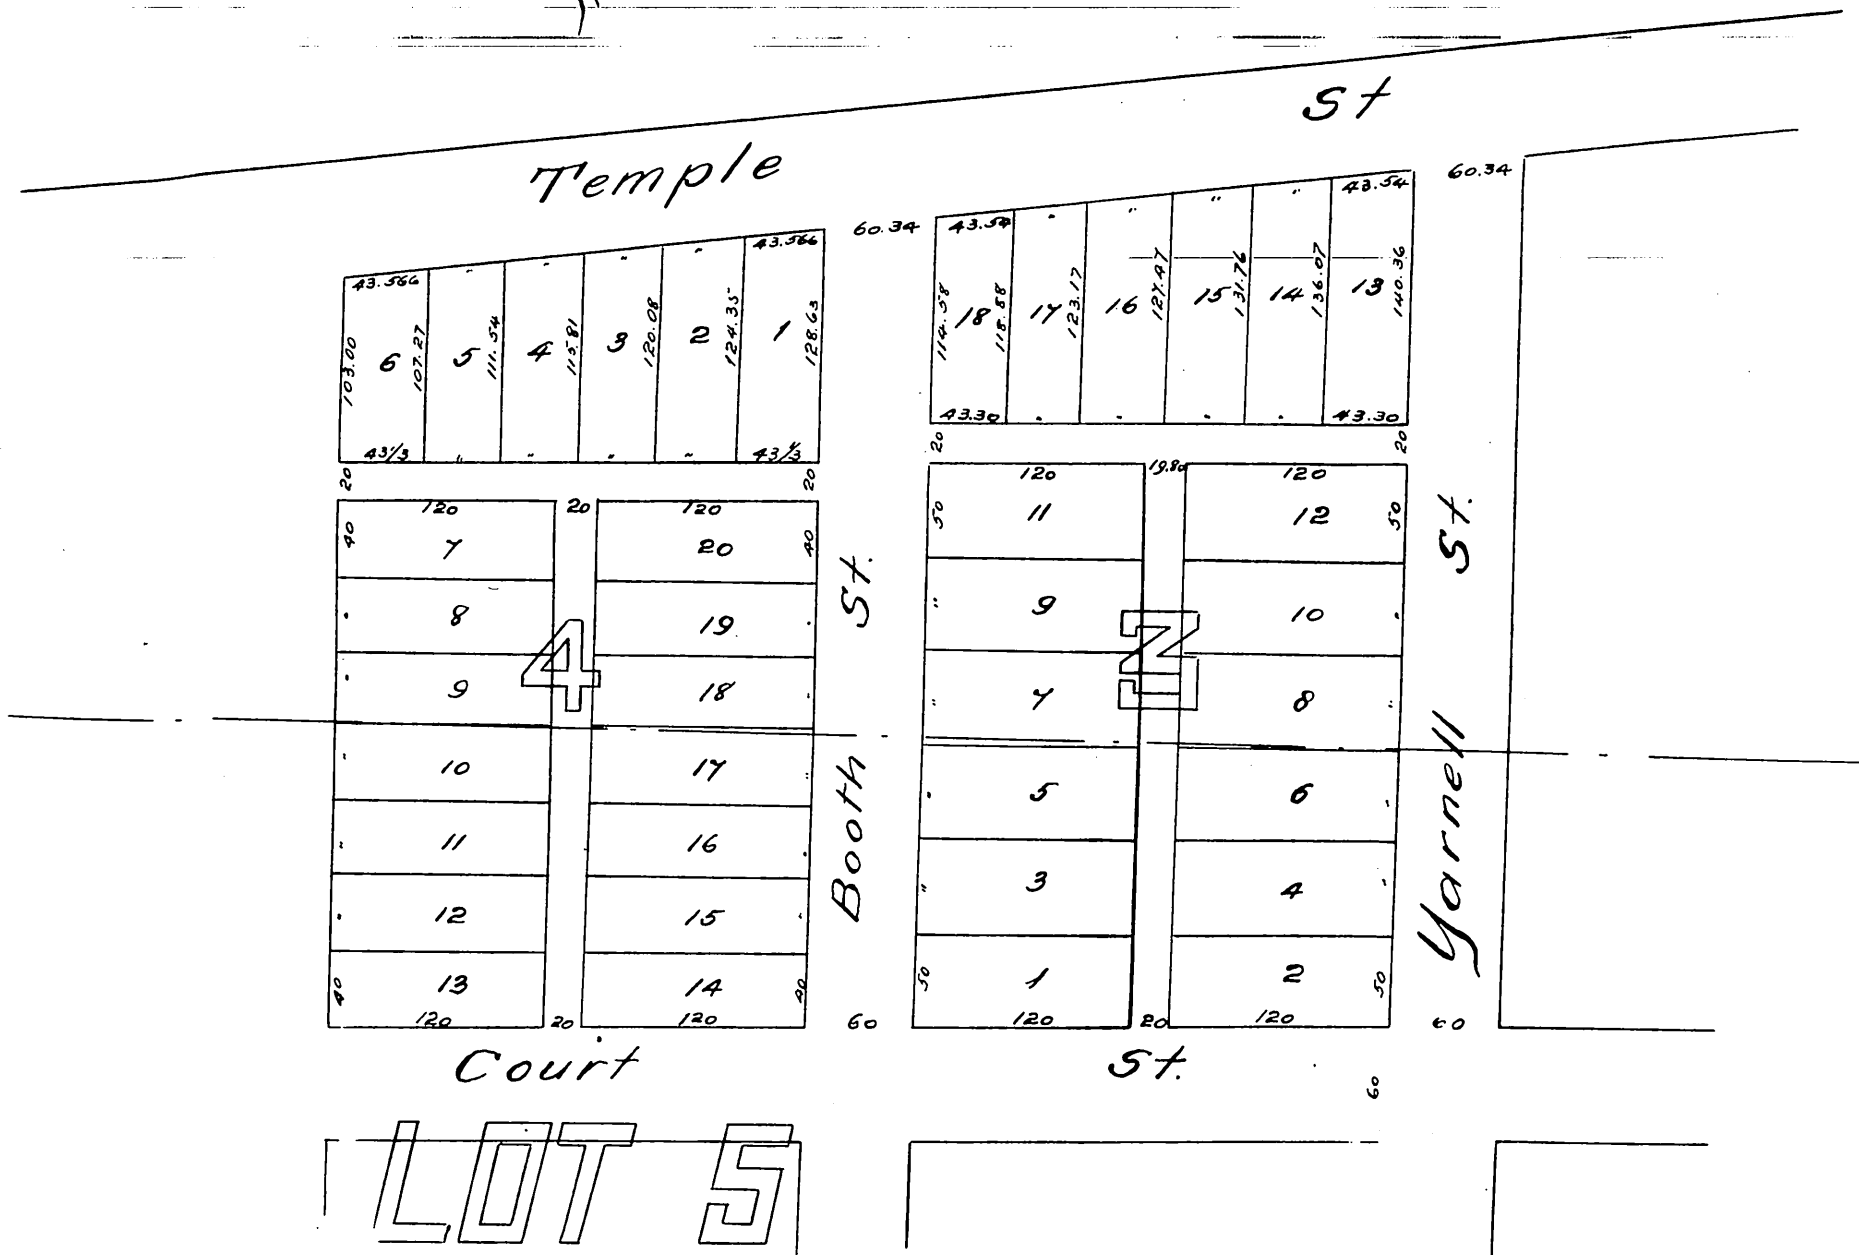 Temple St
43.566 " " " " 43.566
60.34
43.54 " " " " 43.54
60.34
103.00 6 107.27 5 111.54 4 115.81 3 120.08 2 124.35 1 128.63
114.58 18 118.88 17 123.17 16 127.47 15 131.76 14 136.07 13 140.36
43 1/3 " " " " 43 1/3
43.30 " " " " 43.30
20 20
20 20
120 20 120
120 19.80 120
40 7 20 40
50 11 12 50
" 8 19 "
" 9 10 "
" 9 18 "
" 7 8 "
" 10 17 "
" 5 6 "
" 11 16 "
" 3 4 "
" 12 15 "
40 13 14 40
50 1 2 50
4
3
Booth St.
Yarnell St.
120 20 120 60 120 20 120 60
Court St.
60
LOT 5